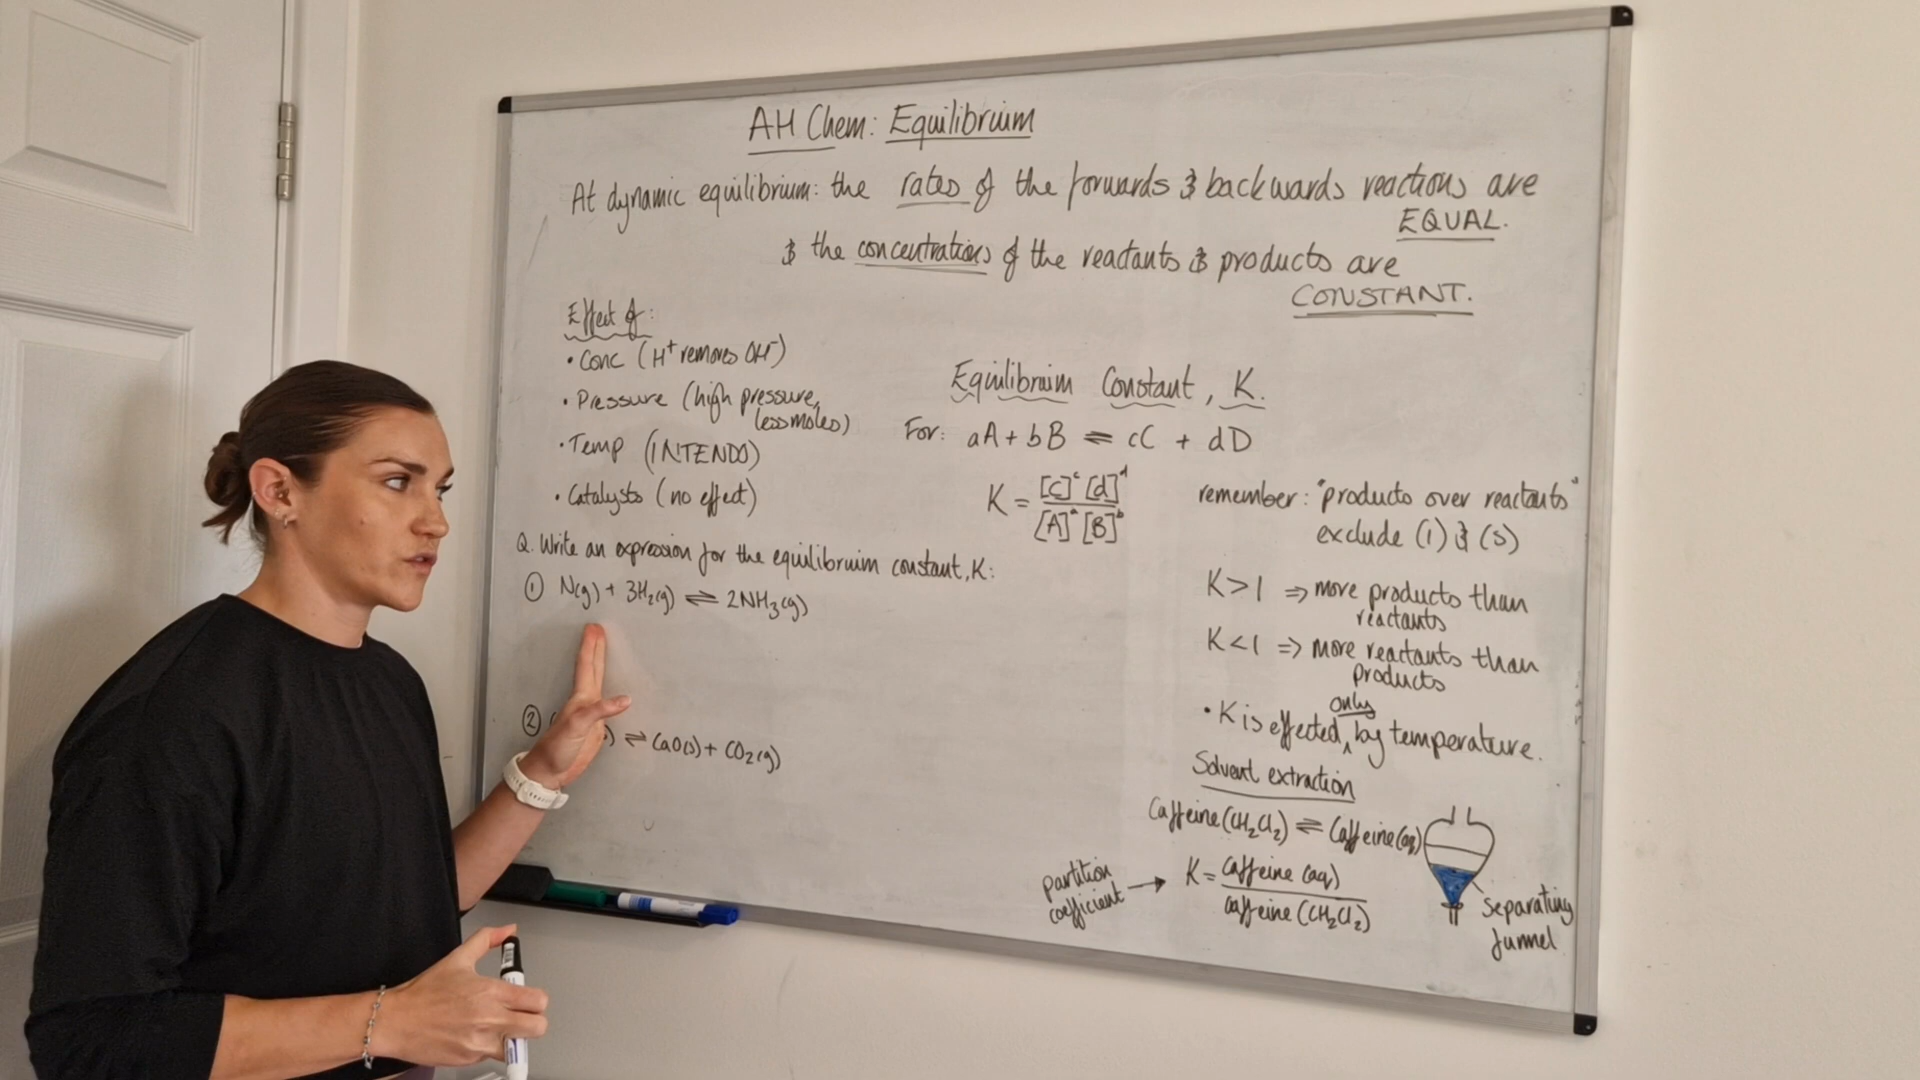 AH Chem: Equilibrium
At dynamic equilibrium: the rates of the forwards & backwards reactions are
EQUAL.
& the concentrations of the reactants & products are
CONSTANT.
Effect of:
• Conc (H⁺ removes OH⁻)
• Pressure (high pressure,
less moles)
• Temp (INTENDO)
• Catalysts (no effect)
Q. Write an expression for the equilibrium constant, K:
① N(g) + 3H₂(g) ⇌ 2NH₃(g)
② ⇌ CaO(s) + CO₂(g)
Equilibrium Constant, K.
For: aA + bB ⇌ cC + dD
K = [C]ᶜ [d]ᵈ
[A]ᵃ [B]ᵇ
remember: "products over reactants"
exclude (l) & (s)
K > 1 ⇒ more products than
reactants
K < 1 ⇒ more reactants than
products
only
• K is effected ^ by temperature.
Solvent extraction
Caffeine (CH₂Cl₂) ⇌ Caffeine (aq)
partition
coefficient → K = caffeine (aq)
caffeine (CH₂Cl₂)
separating
funnel